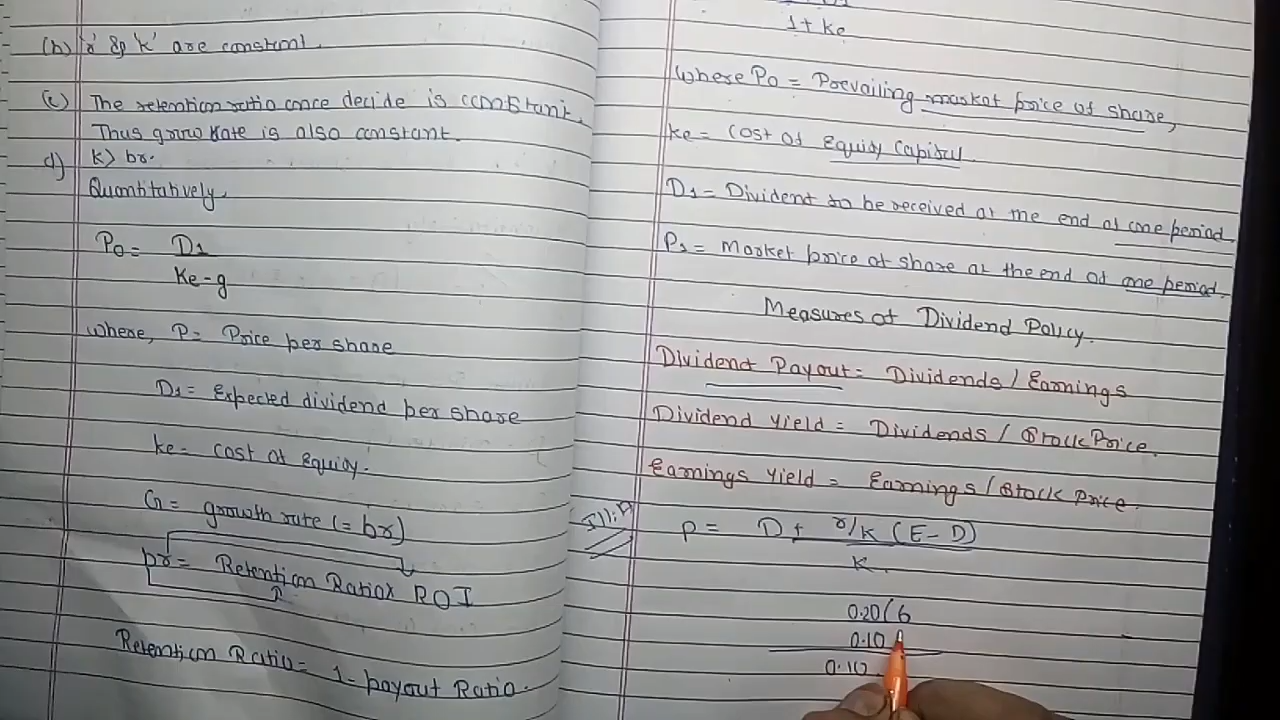 (b) 'r' & 'k' are constant.
(c) The retention ratio once decide is constant.
Thus grow rate is also constant.
d) K> br.
Quantitatively,
P0 = D1
Ke-g
where, P = Price per share
D1 = Expected dividend per share
ke = cost of equity.
G = growth rate (= br)
br = Retention Ratio x ROI
Retention Ratio = 1 - payout Ratio.
1 + ke
where P0 = Prevailing market price of share,
ke = cost of Equity Capital.
D1 = Divident to be received at the end of one period.
P1 = Market price of share at the end of one period.
Measures of Dividend Policy.
Dividend Payout = Dividends / Earnings
Dividend Yield = Dividends / Stock Price.
Earnings Yield = Earnings / Stock Price.
P = D + r/K (E - D)
K.
0.20 ( 6
0.10
0.10